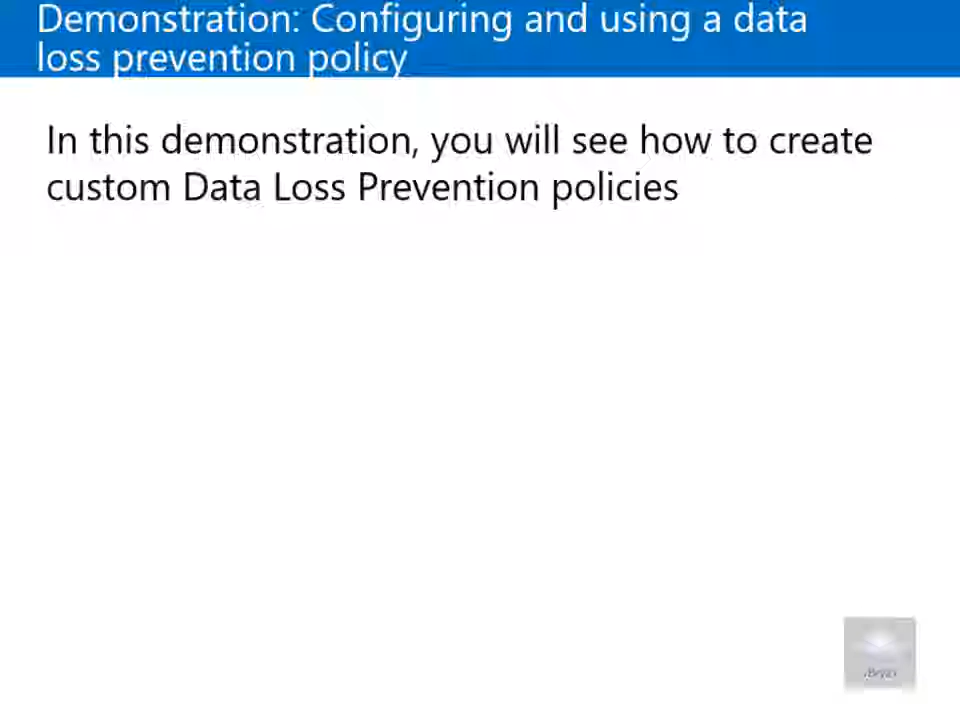 Demonstration: Configuring and using a data
loss prevention policy
In this demonstration, you will see how to create
custom Data Loss Prevention policies